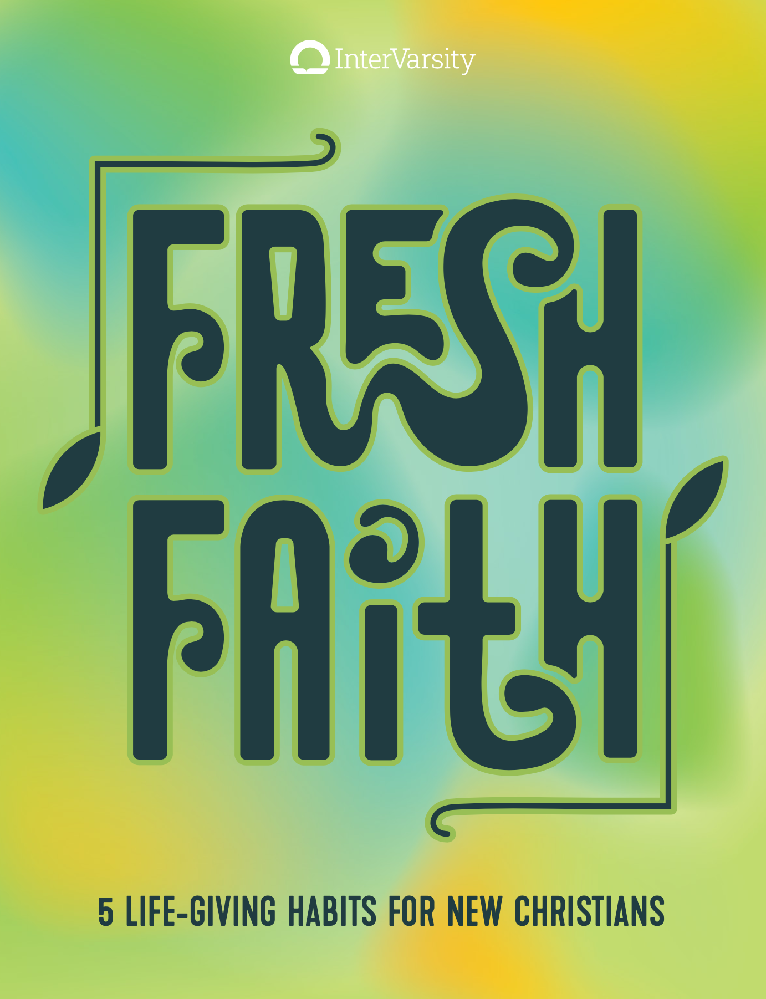 InterVarsity
FRESH
FAiTH
5 LIFE-GIVING HABITS FOR NEW CHRISTIANS